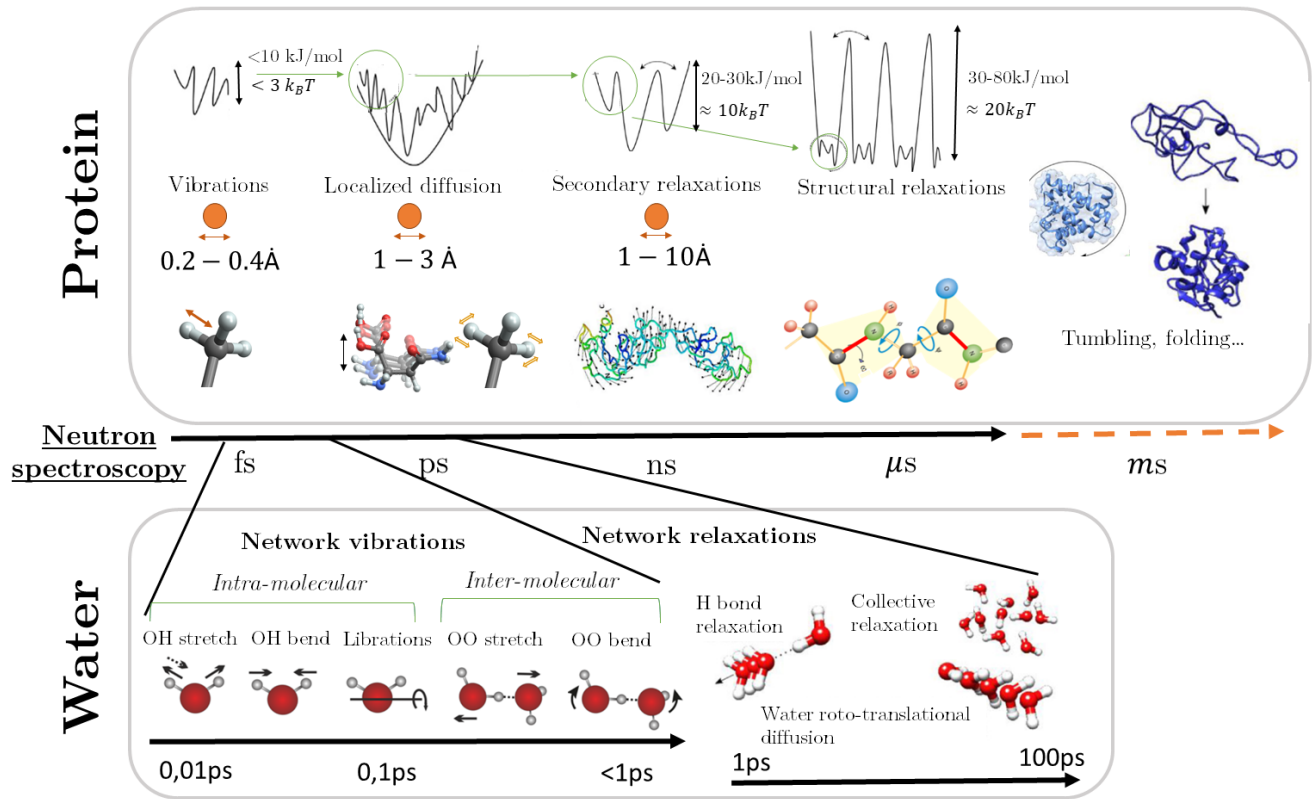 Protein
<10 kJ/mol
< 3 k_BT
20-30kJ/mol
≈ 10k_BT
30-80kJ/mol
≈ 20k_BT
Vibrations
Localized diffusion
Secondary relaxations
Structural relaxations
0.2 − 0.4Å
1 − 3 Å
1 − 10Å
Tumbling, folding...
Neutron
spectroscopy
fs
ps
ns
μs
ms
Water
Network vibrations
Network relaxations
Intra-molecular
Inter-molecular
OH stretch
OH bend
Librations
OO stretch
OO bend
H bond
relaxation
Collective
relaxation
Water roto-translational
diffusion
0,01ps
0,1ps
<1ps
1ps
100ps